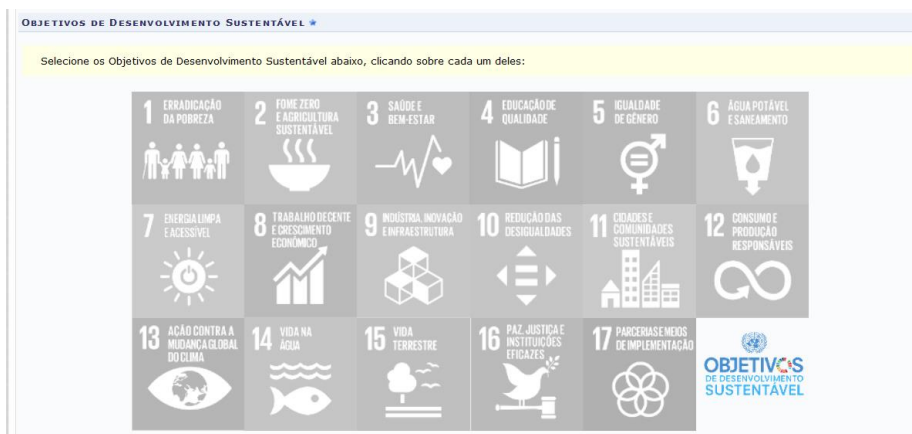 OBJETIVOS DE DESENVOLVIMENTO SUSTENTÁVEL *
Selecione os Objetivos de Desenvolvimento Sustentável abaixo, clicando sobre cada um deles:
1 ERRADICAÇÃO
DA POBREZA
2 FOME ZERO
E AGRICULTURA
SUSTENTÁVEL
3 SAÚDE E
BEM-ESTAR
4 EDUCAÇÃO DE
QUALIDADE
5 IGUALDADE
DE GÊNERO
6 ÁGUA POTÁVEL
E SANEAMENTO
7 ENERGIA LIMPA
E ACESSÍVEL
8 TRABALHO DECENTE
E CRESCIMENTO
ECONÔMICO
9 INDÚSTRIA, INOVAÇÃO
E INFRAESTRUTURA
10 REDUÇÃO DAS
DESIGUALDADES
11 CIDADES E
COMUNIDADES
SUSTENTÁVEIS
12 CONSUMO E
PRODUÇÃO
RESPONSÁVEIS
13 AÇÃO CONTRA A
MUDANÇA GLOBAL
DO CLIMA
14 VIDA NA
ÁGUA
15 VIDA
TERRESTRE
16 PAZ, JUSTIÇA E
INSTITUIÇÕES
EFICAZES
17 PARCERIAS E MEIOS
DE IMPLEMENTAÇÃO
OBJETIVOS
DE DESENVOLVIMENTO
SUSTENTÁVEL